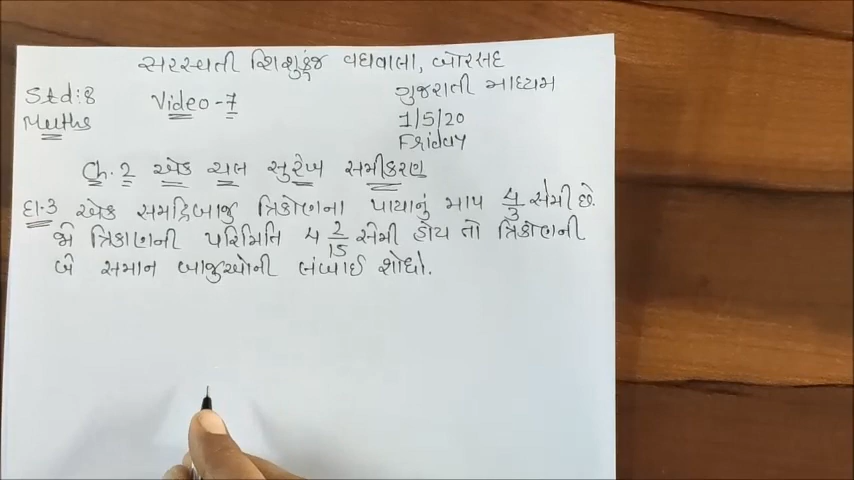 સરસ્વતી શિશુકુંજ વઘવાલા, બોરસદ
Std:8 Video-7 ગુજરાતી માધ્યમ
Maths 1/5/20
Friday
Ch. 2 એક ચલ સુરેખ સમીકરણ
દા.3 એક સમદ્વિબાજુ ત્રિકોણના પાયાનું માપ 4/3 સેમી છે.
જો ત્રિકોણની પરિમિતિ 4 2/15 સેમી હોય તો ત્રિકોણની
બે સમાન બાજુઓની લંબાઈ શોધો.